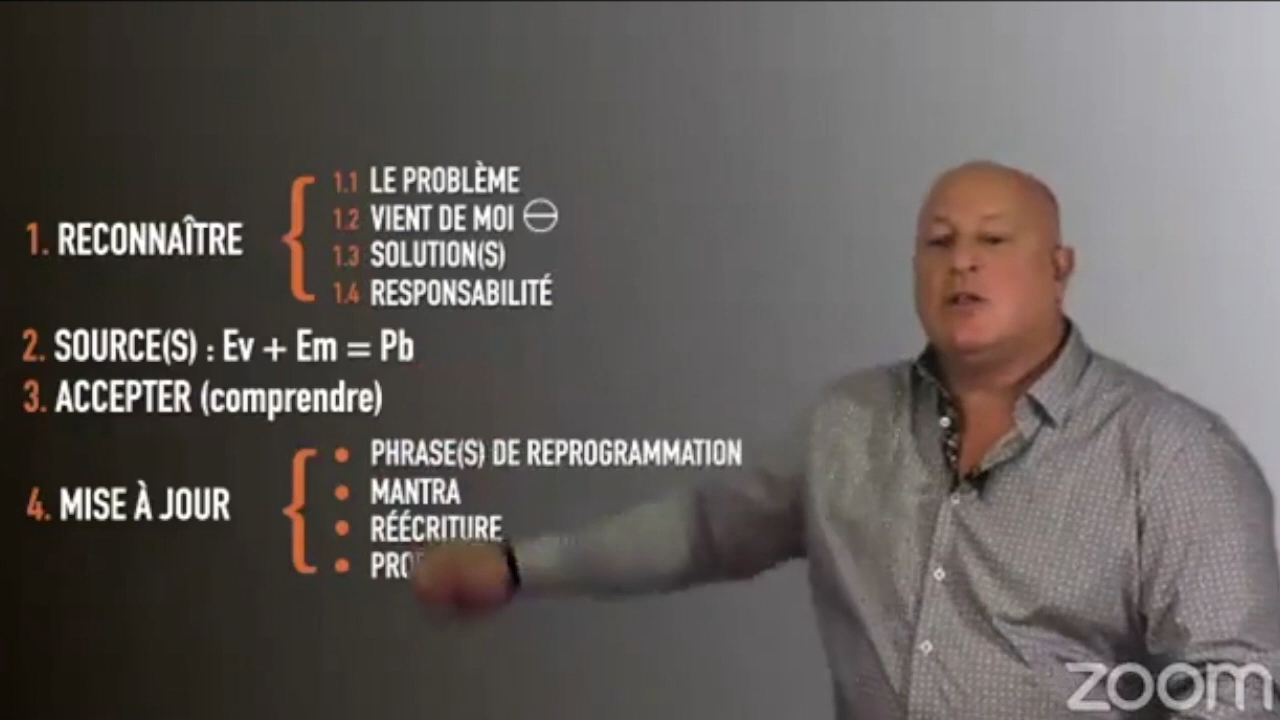 1. RECONNAÎTRE
1.1 LE PROBLÈME
1.2 VIENT DE MOI
1.3 SOLUTION(S)
1.4 RESPONSABILITÉ
2. SOURCE(S) : Ev + Em = Pb
3. ACCEPTER (comprendre)
4. MISE À JOUR
• PHRASE(S) DE REPROGRAMMATION
• MANTRA
• RÉÉCRITURE
zoom